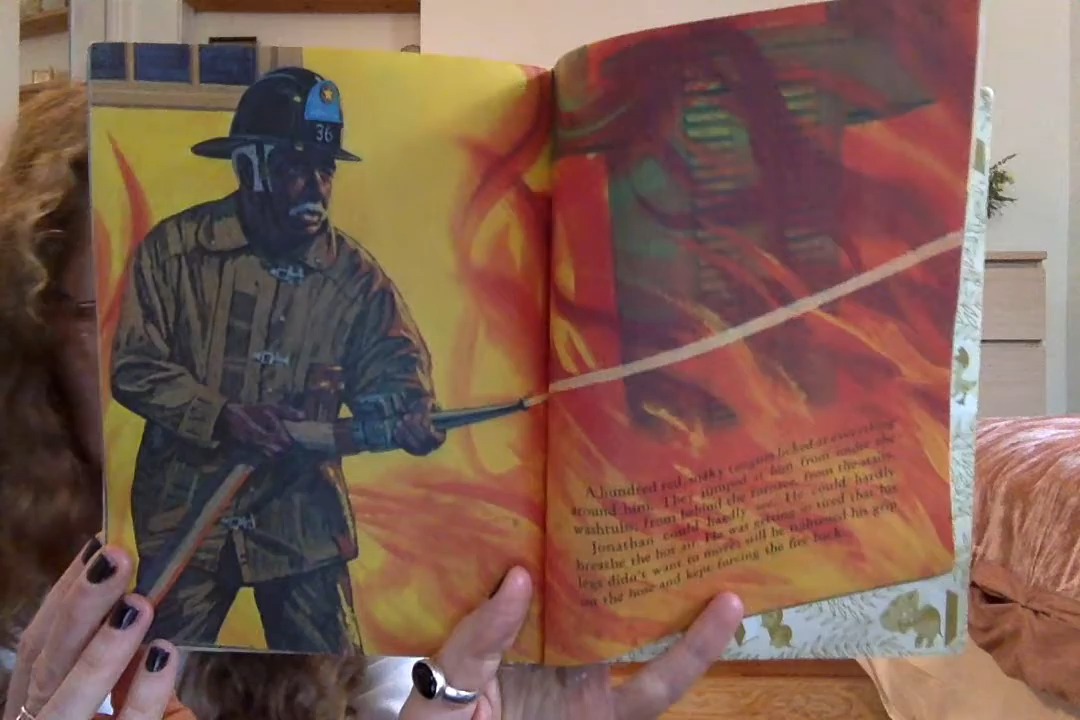 36
A hundred red, snaky tongues licked at everything
around him. They jumped at him from under the
washtubs, from behind the furnace, from the stairs.
Jonathan could hardly see. He could hardly
breathe the hot air. He was getting so tired that his
legs didn't want to move; still he tightened his grip
on the hose and kept forcing the fire back.